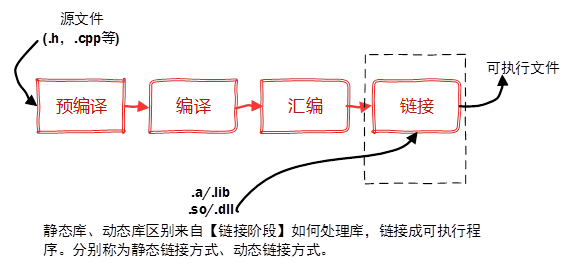 源文件
(.h, .cpp等)
可执行文件
预编译
编译
汇编
链接
.a/.lib
.so/.dll
静态库、动态库区别来自【链接阶段】如何处理库，链接成可执行程
序。分别称为静态链接方式、动态链接方式。